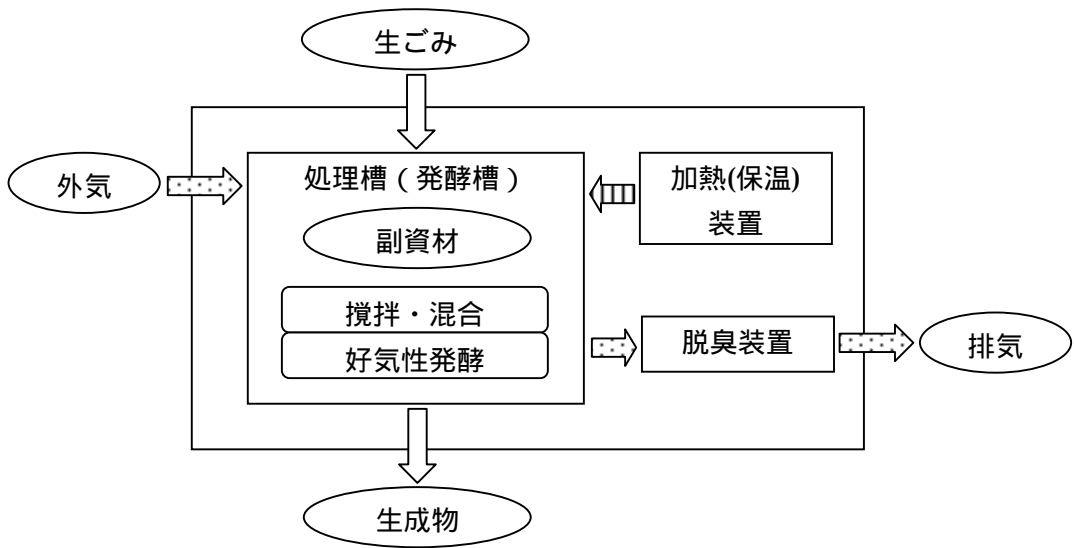 生ごみ
外気
処理槽（発酵槽）
加熱(保温)
装置
副資材
撹拌・混合
好気性発酵
脱臭装置
排気
生成物